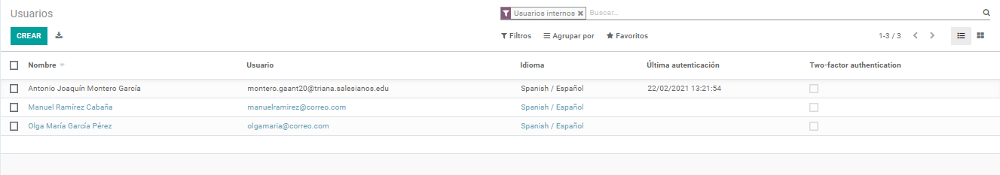 Usuarios
Usuarios internos
Buscar...
CREAR
Filtros Agrupar por Favoritos 1-3 / 3
Nombre Usuario Idioma Última autenticación Two-factor authentication
Antonio Joaquín Montero García montero.gaant20@triana.salesianos.edu Spanish / Español 22/02/2021 13:21:54
Manuel Ramírez Cabaña manuelramirez@correo.com Spanish / Español
Olga María García Pérez olgamaria@correo.com Spanish / Español